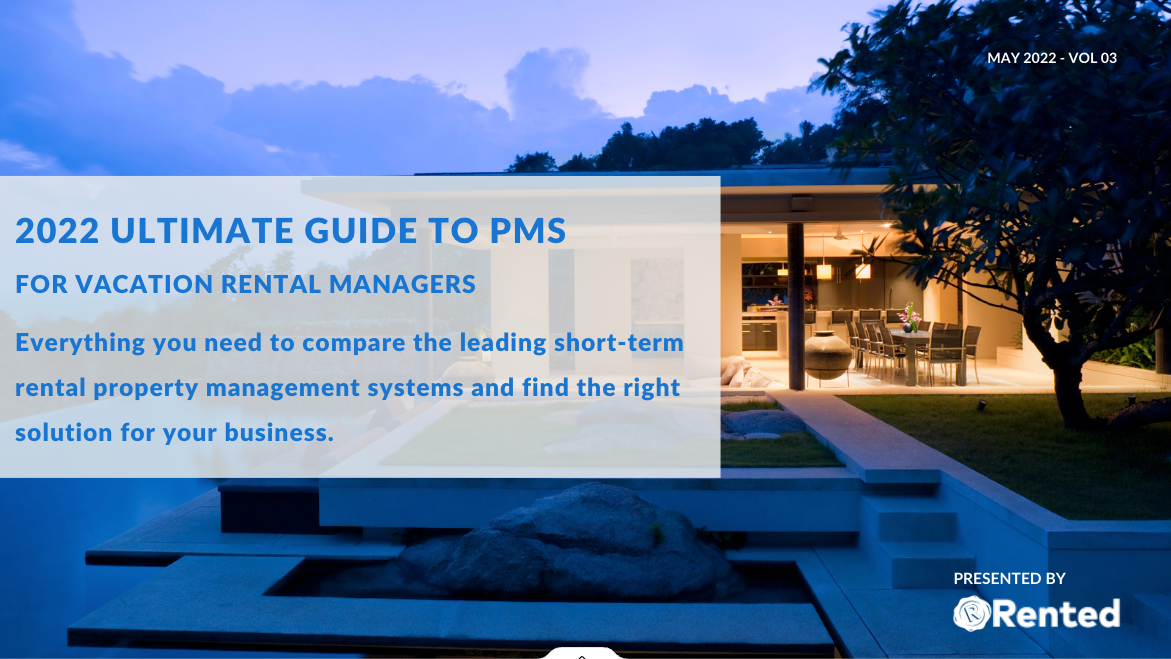 MAY 2022 - VOL 03
2022 ULTIMATE GUIDE TO PMS
FOR VACATION RENTAL MANAGERS
Everything you need to compare the leading short-term
rental property management systems and find the right
solution for your business.
PRESENTED BY
R Rented